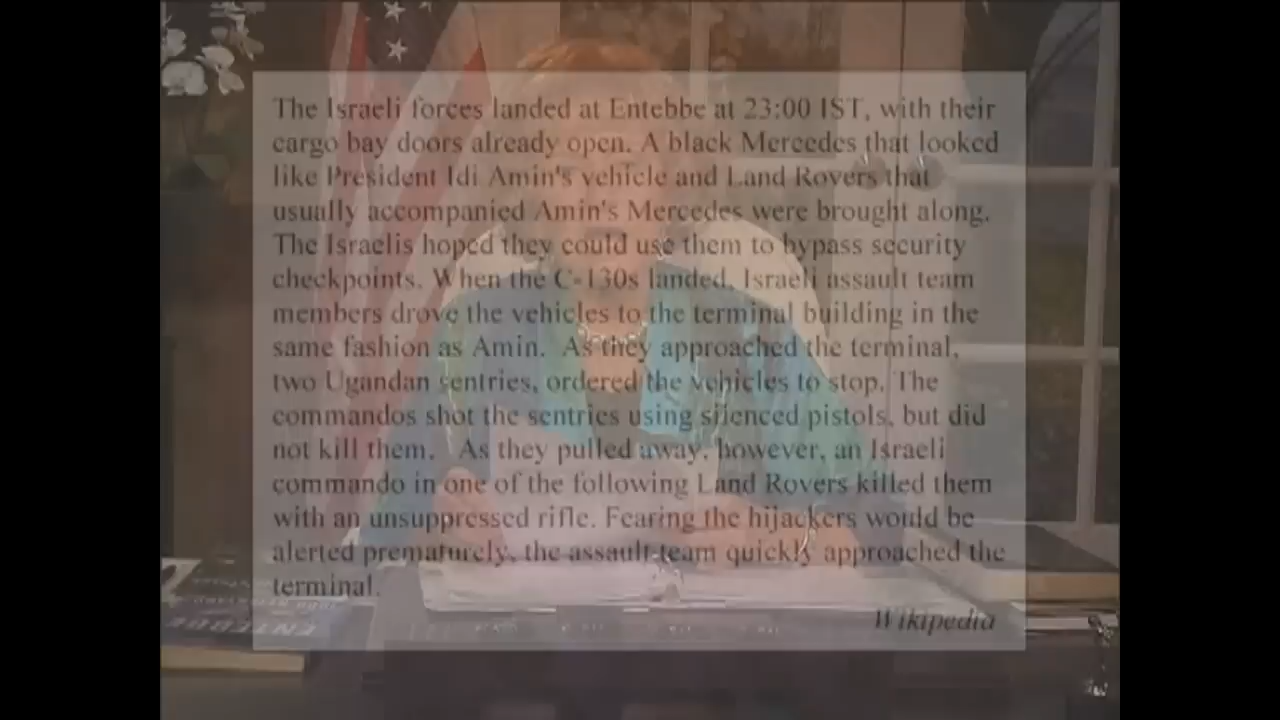 The Israeli forces landed at Entebbe at 23:00 IST, with their
cargo bay doors already open. A black Mercedes that looked
like President Idi Amin's vehicle and Land Rovers that
usually accompanied Amin's Mercedes were brought along.
The Israelis hoped they could use them to bypass security
checkpoints. When the C-130s landed, Israeli assault team
members drove the vehicles to the terminal building in the
same fashion as Amin. As they approached the terminal,
two Ugandan sentries, ordered the vehicles to stop. The
commandos shot the sentries using silenced pistols, but did
not kill them. As they pulled away, however, an Israeli
commando in one of the following Land Rovers killed them
with an unsuppressed rifle. Fearing the hijackers would be
alerted prematurely, the assault team quickly approached the
terminal.
Wikipedia
ENTEBBE